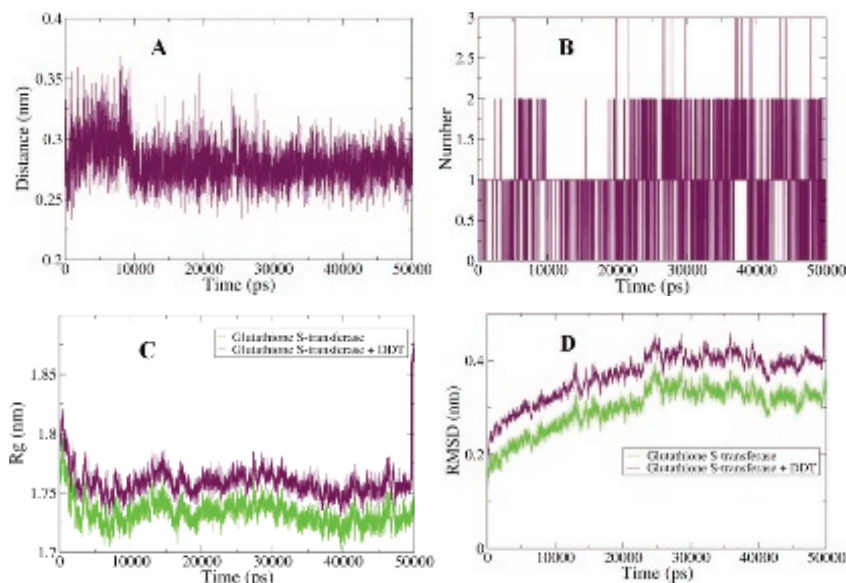 A
Distance (nm)
0.4
0.35
0.3
0.25
0.2
0 10000 20000 30000 40000 50000
Time (ps)
B
Number
3
2.5
2
1.5
1
0.5
0
0 10000 20000 30000 40000 50000
Time (ps)
C
Glutathione S-transferase
Glutathione S-transferase + DDT
Rg (nm)
1.85
1.8
1.75
1.7
0 10000 20000 30000 40000 50000
Time (ps)
D
RMSD (nm)
0.4
0.2
0
Glutathione S-transferase
Glutathione S-transferase + DDT
0 10000 20000 30000 40000 50000
Time (ps)